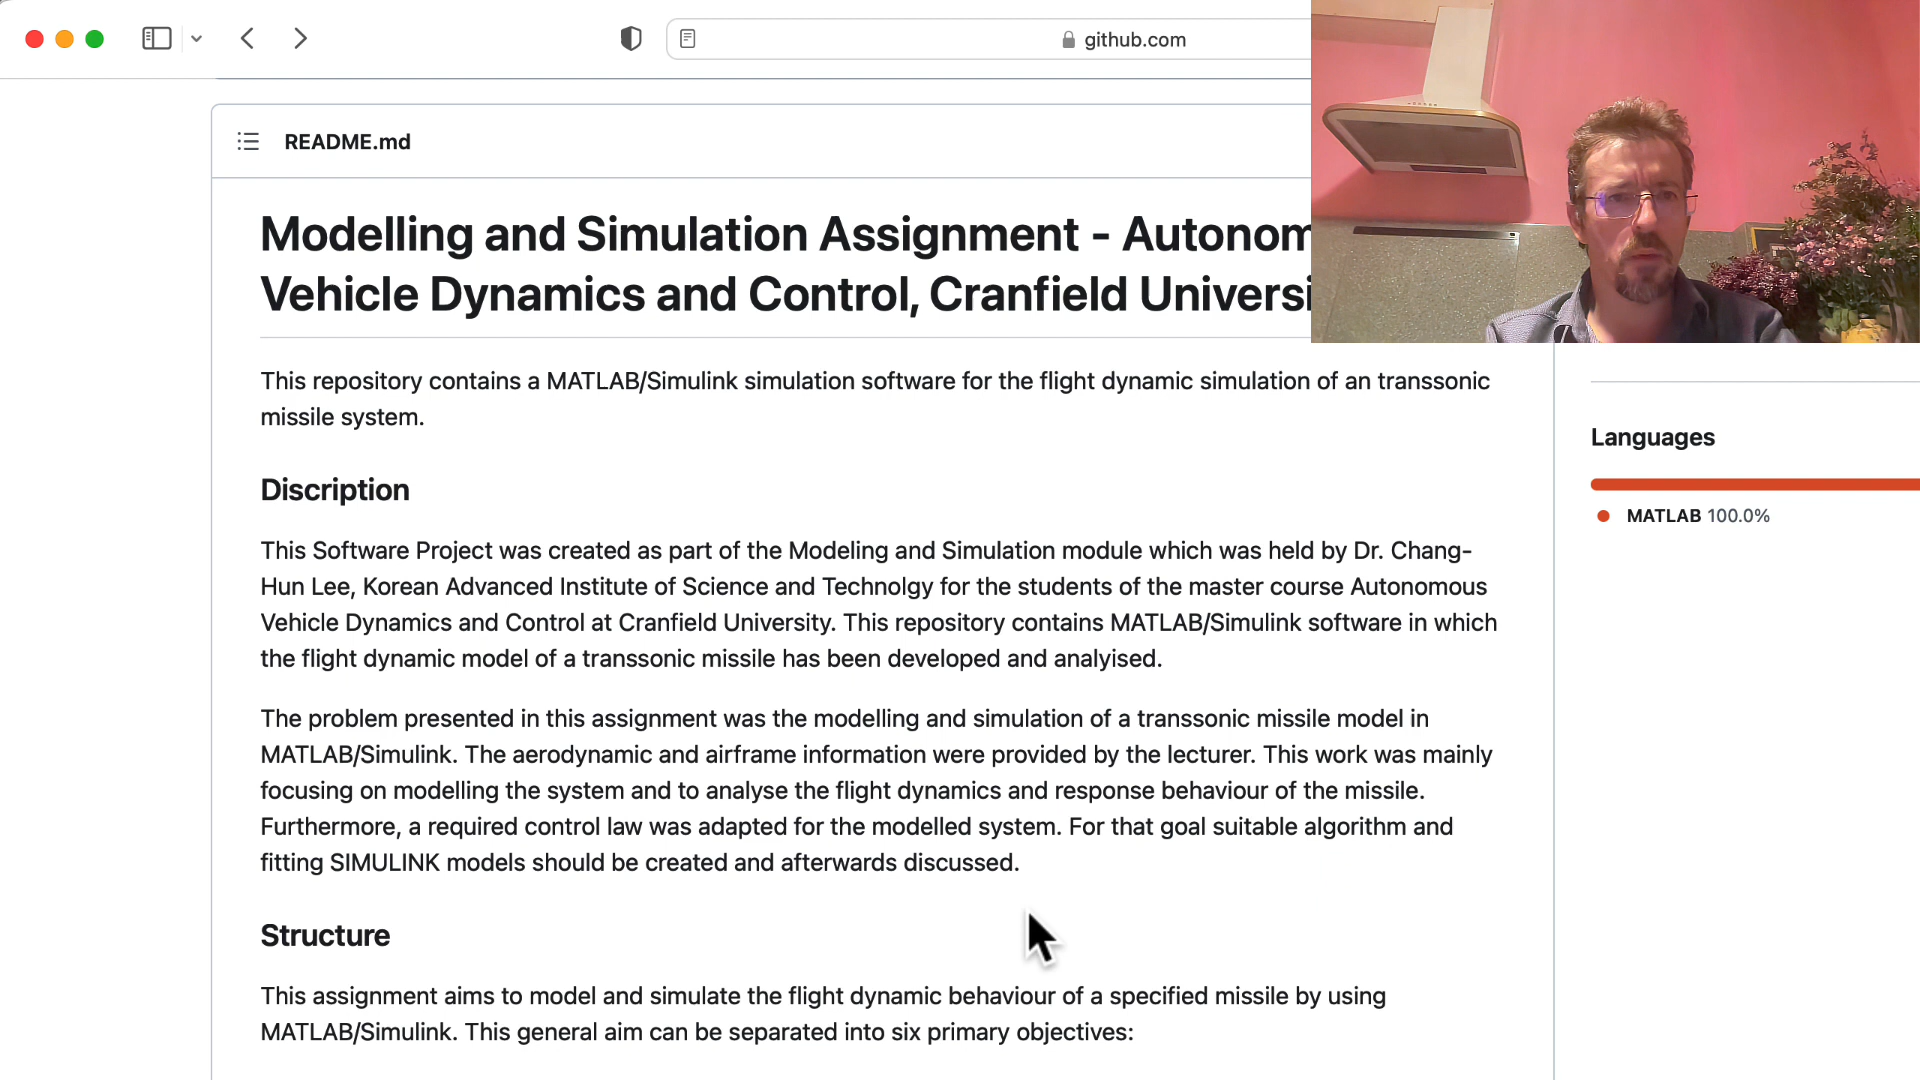 github.com
README.md
Modelling and Simulation Assignment - Autonom
Vehicle Dynamics and Control, Cranfield Universi
This repository contains a MATLAB/Simulink simulation software for the flight dynamic simulation of an transsonic
missile system.
Languages
MATLAB 100.0%
Discription
This Software Project was created as part of the Modeling and Simulation module which was held by Dr. Chang-
Hun Lee, Korean Advanced Institute of Science and Technolgy for the students of the master course Autonomous
Vehicle Dynamics and Control at Cranfield University. This repository contains MATLAB/Simulink software in which
the flight dynamic model of a transsonic missile has been developed and analyised.
The problem presented in this assignment was the modelling and simulation of a transsonic missile model in
MATLAB/Simulink. The aerodynamic and airframe information were provided by the lecturer. This work was mainly
focusing on modelling the system and to analyse the flight dynamics and response behaviour of the missile.
Furthermore, a required control law was adapted for the modelled system. For that goal suitable algorithm and
fitting SIMULINK models should be created and afterwards discussed.
Structure
This assignment aims to model and simulate the flight dynamic behaviour of a specified missile by using
MATLAB/Simulink. This general aim can be separated into six primary objectives: